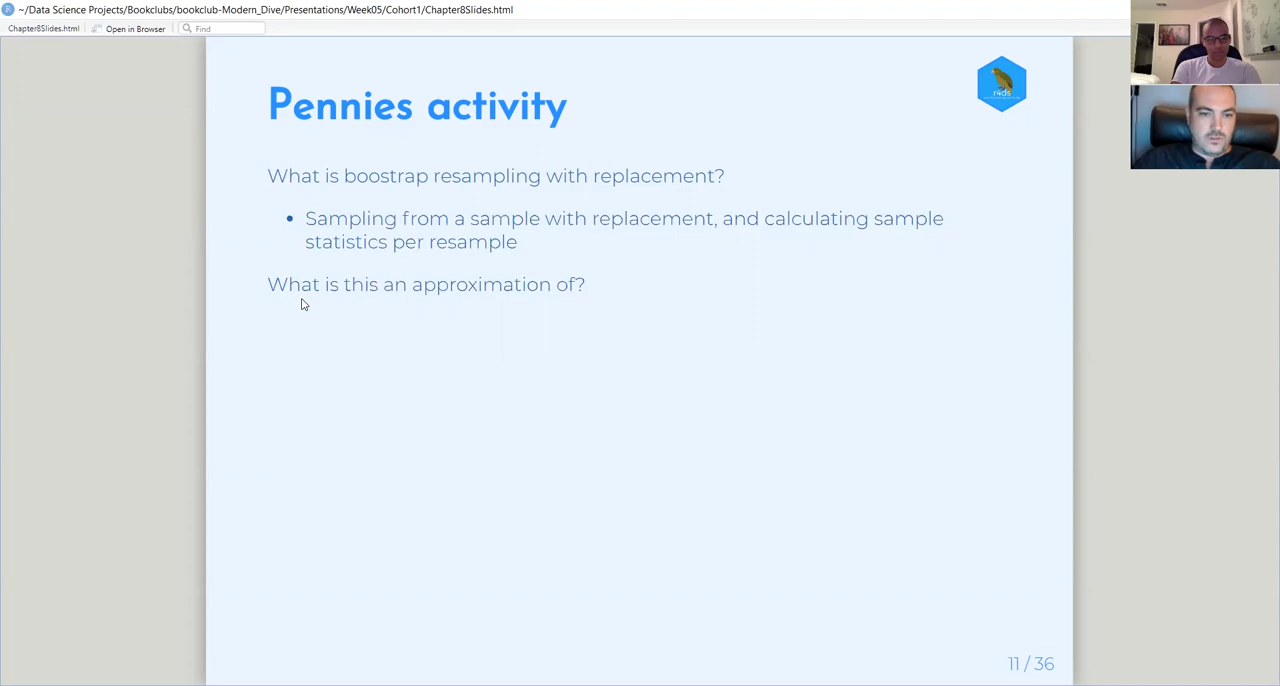 ~/Data Science Projects/Bookclubs/bookclub-Modern_Dive/Presentations/Week05/Cohort1/Chapter8Slides.html
Chapter8Slides.html Open in Browser Find
Pennies activity
r4ds
What is boostrap resampling with replacement?
Sampling from a sample with replacement, and calculating sample
statistics per resample
What is this an approximation of?
11 / 36